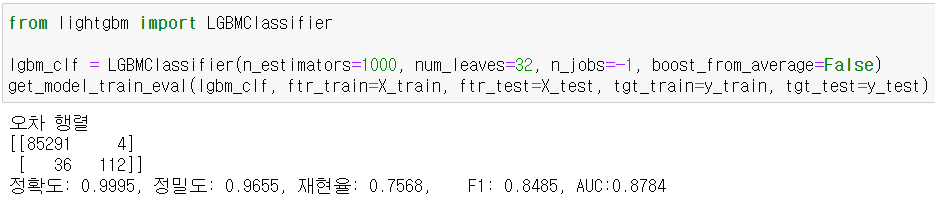 from lightgbm import LGBMClassifier
lgbm_clf = LGBMClassifier(n_estimators=1000, num_leaves=32, n_jobs=-1, boost_from_average=False)
get_model_train_eval(lgbm_clf, ftr_train=X_train, ftr_test=X_test, tgt_train=y_train, tgt_test=y_test)
오차 행렬
[[85291     4]
 [   36   112]]
정확도: 0.9995, 정밀도: 0.9655, 재현율: 0.7568,    F1: 0.8485, AUC:0.8784